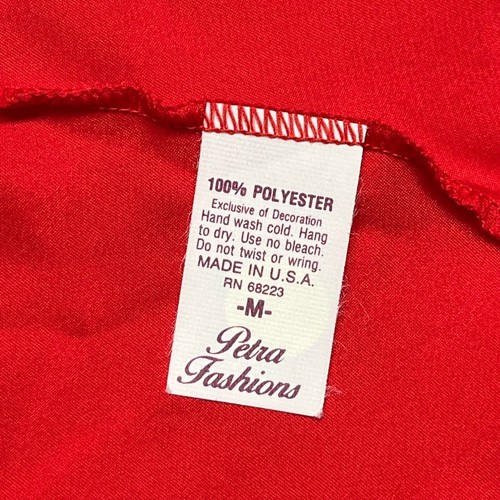 100% POLYESTER
Exclusive of Decoration
Hand wash cold. Hang
to dry. Use no bleach.
Do not twist or wring.
MADE IN U.S.A.
RN 68223
-M-
Petra
Fashions